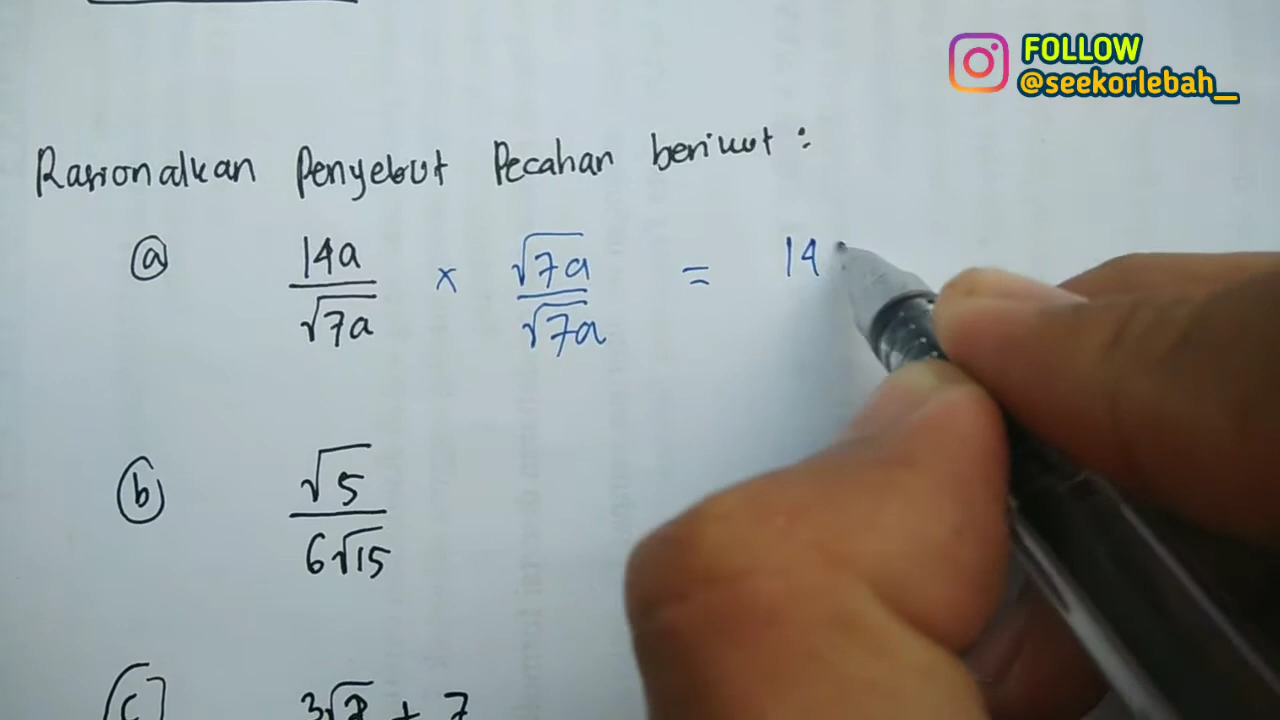 FOLLOW
@seekorlebah_
Rasionalkan Penyebut Pecahan berikut :
(a) 14a/√7a × √7a/√7a = 14
(b) √5/6√15
(c)